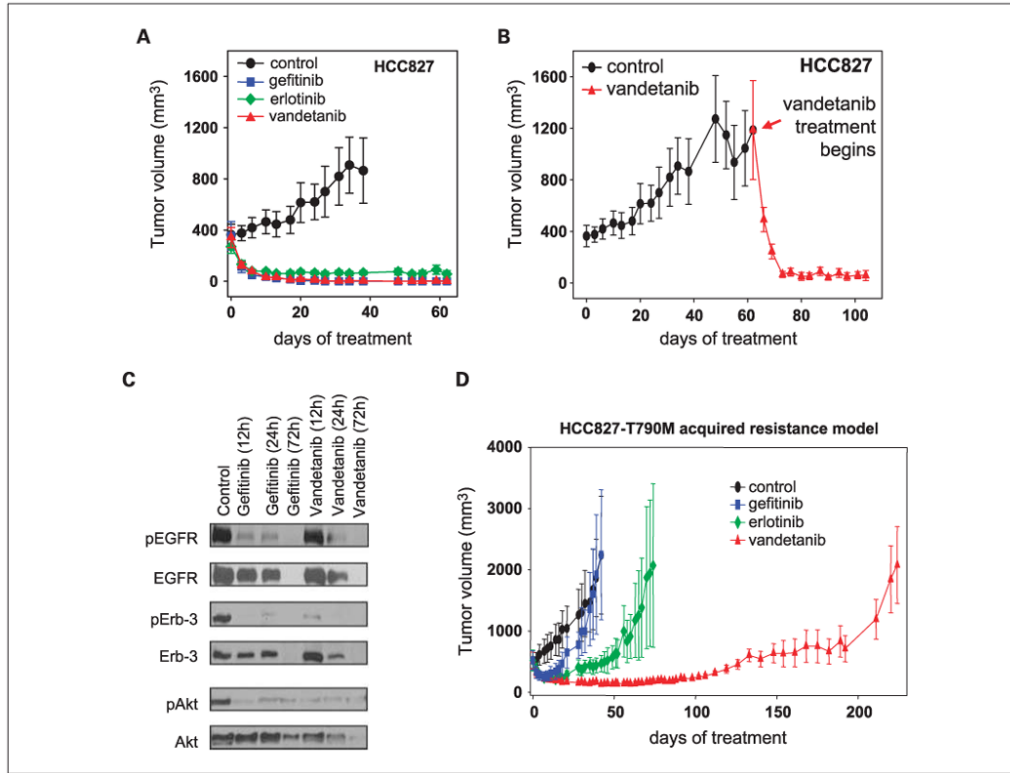 A
HCC827
control
gefitinib
erlotinib
vandetanib
Tumor volume (mm3)
1600
1200
800
400
0
0 20 40 60
days of treatment
B
HCC827
control
vandetanib
vandetanib
treatment
begins
Tumor volume (mm3)
1600
1200
800
400
0
0 20 40 60 80 100
days of treatment
C
Control
Gefitinib (12h)
Gefitinib (24h)
Gefitinib (72h)
Vandetanib (12h)
Vandetanib (24h)
Vandetanib (72h)
pEGFR
EGFR
pErb-3
Erb-3
pAkt
Akt
D
HCC827-T790M acquired resistance model
control
gefitinib
erlotinib
vandetanib
Tumor volume (mm3)
4000
3000
2000
1000
0
0 50 100 150 200
days of treatment